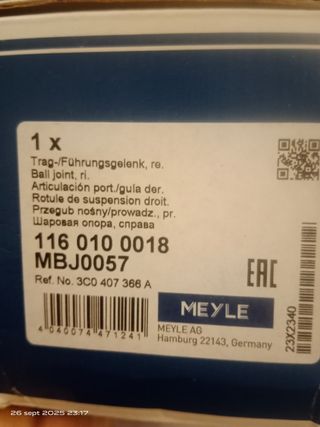 1 x
Trag-/Führungsgelenk, re.
Ball joint, ri.
Articulación port./guía der.
Rotule de suspension droit.
Przegub nośny/prowadz., pr.
Шаровая опора, справа
116 010 0018
MBJ0057
Ref. No. 3C0 407 366 A
EAC
MEYLE
MEYLE AG
Hamburg 22143, Germany
4 040074 471241
23X2340
26 sept 2025 23:17